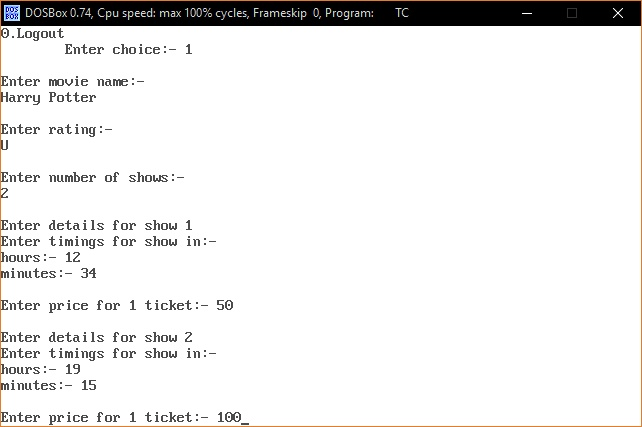 DOS BOX DOSBox 0.74, Cpu speed: max 100% cycles, Frameskip 0, Program: TC
0.Logout
Enter choice:- 1
Enter movie name:-
Harry Potter
Enter rating:-
U
Enter number of shows:-
2
Enter details for show 1
Enter timings for show in:-
hours:- 12
minutes:- 34
Enter price for 1 ticket:- 50
Enter details for show 2
Enter timings for show in:-
hours:- 19
minutes:- 15
Enter price for 1 ticket:- 100_